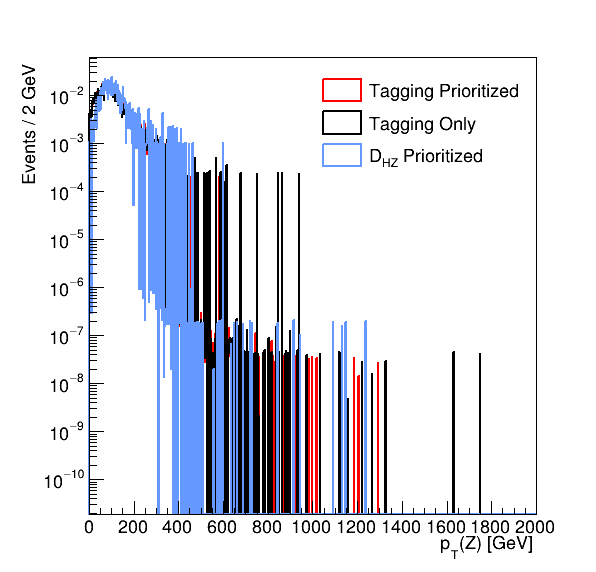 Events / 2 GeV
10⁻²
10⁻³
10⁻⁴
10⁻⁵
10⁻⁶
10⁻⁷
10⁻⁸
10⁻⁹
10⁻¹⁰
Tagging Prioritized
Tagging Only
D_HZ Prioritized
0 200 400 600 800 1000 1200 1400 1600 1800 2000
p_T(Z) [GeV]